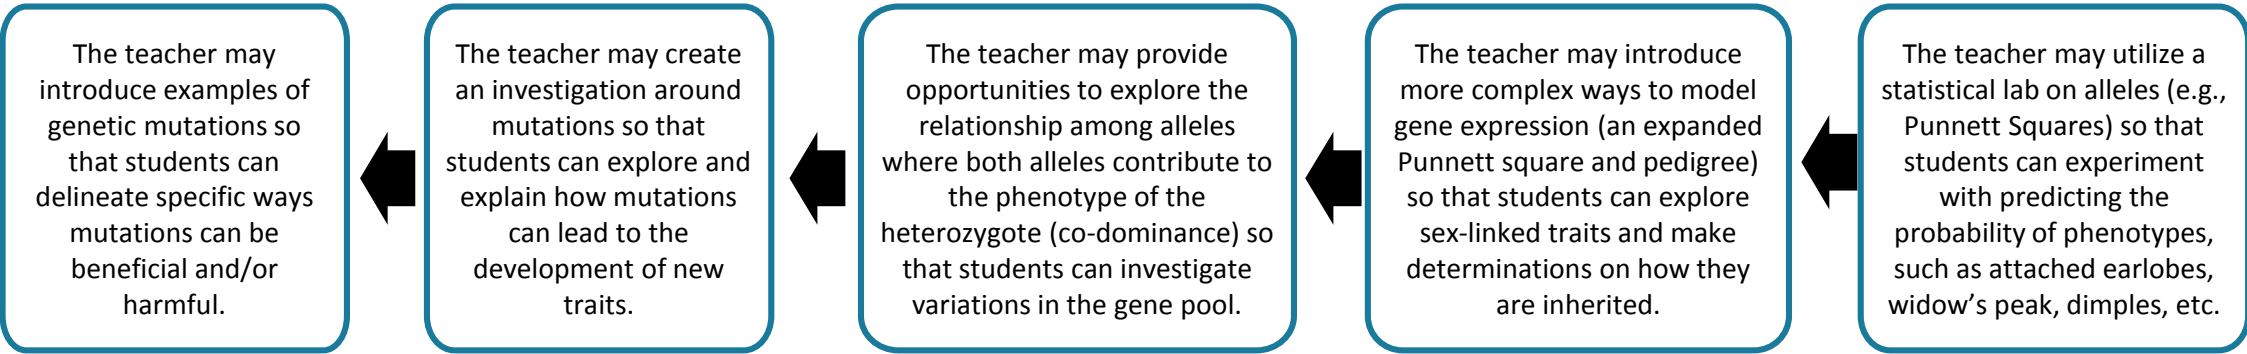 The teacher may
introduce examples of
genetic mutations so
that students can
delineate specific ways
mutations can be
beneficial and/or
harmful.
The teacher may create
an investigation around
mutations so that
students can explore and
explain how mutations
can lead to the
development of new
traits.
The teacher may provide
opportunities to explore the
relationship among alleles
where both alleles contribute to
the phenotype of the
heterozygote (co-dominance) so
that students can investigate
variations in the gene pool.
The teacher may introduce
more complex ways to model
gene expression (an expanded
Punnett square and pedigree)
so that students can explore
sex-linked traits and make
determinations on how they
are inherited.
The teacher may utilize a
statistical lab on alleles (e.g.,
Punnett Squares) so that
students can experiment
with predicting the
probability of phenotypes,
such as attached earlobes,
widow’s peak, dimples, etc.